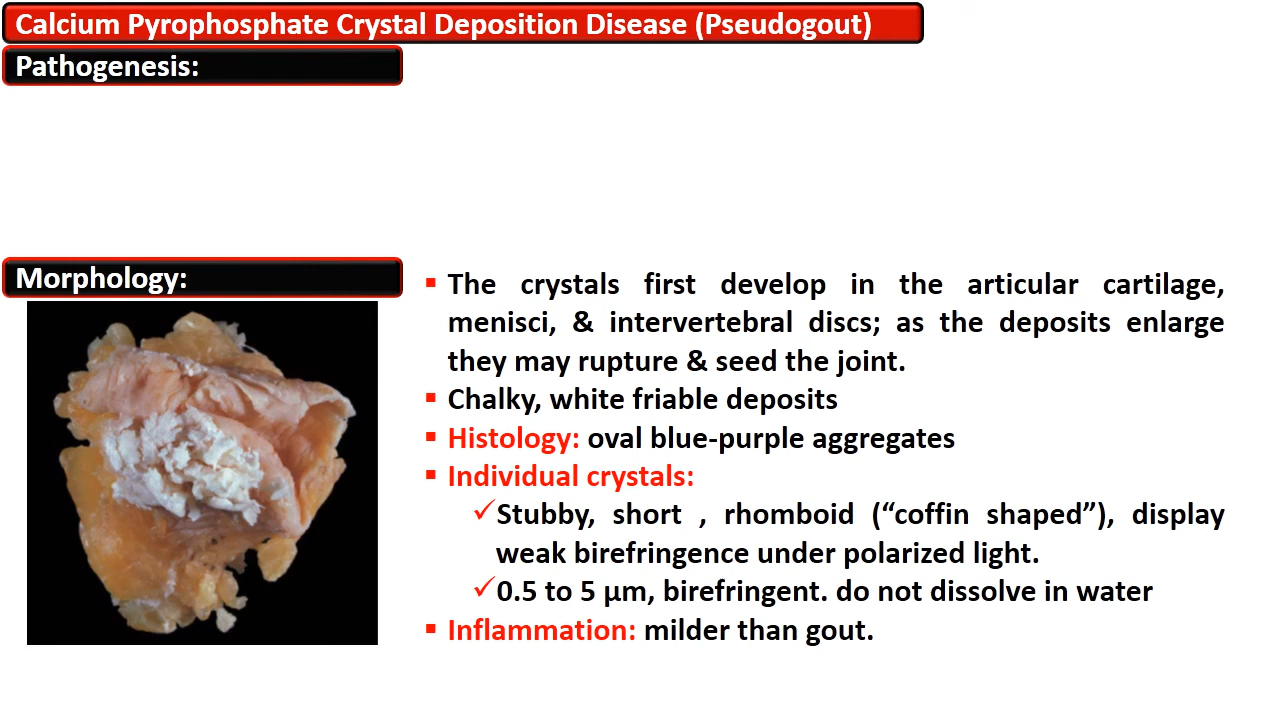 Calcium Pyrophosphate Crystal Deposition Disease (Pseudogout)
Pathogenesis:
Morphology:
▪ The crystals first develop in the articular cartilage,
menisci, & intervertebral discs; as the deposits enlarge
they may rupture & seed the joint.
▪ Chalky, white friable deposits
▪ Histology: oval blue-purple aggregates
▪ Individual crystals:
✓Stubby, short , rhomboid (“coffin shaped”), display
weak birefringence under polarized light.
✓0.5 to 5 µm, birefringent. do not dissolve in water
▪ Inflammation: milder than gout.